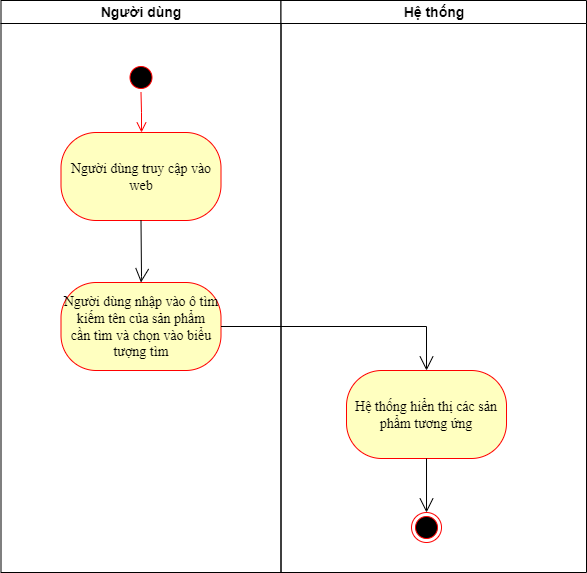 Người dùng
Hệ thống
Người dùng truy cập vào
web
Người dùng nhập vào ô tìm
kiếm tên của sản phẩm
cần tìm và chọn vào biểu
tượng tìm
Hệ thống hiển thị các sản
phẩm tương ứng